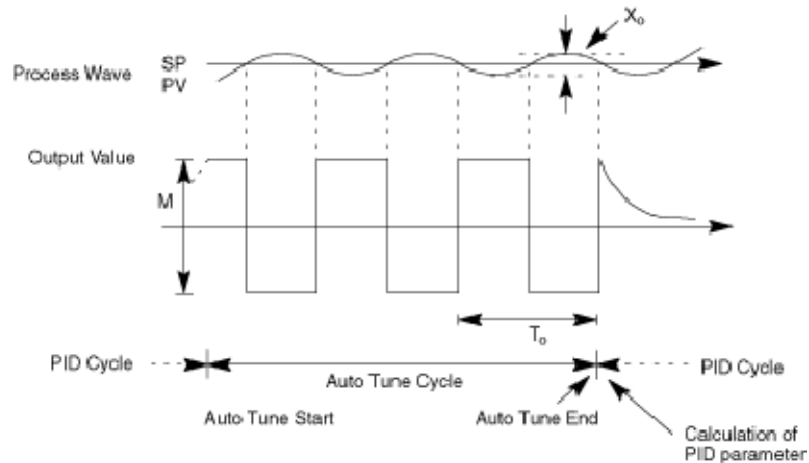 Xo
SP
Process Wave
PV
Output Value
M
To
PID Cycle
PID Cycle
Auto Tune Cycle
Auto Tune Start
Auto Tune End
Calculation of
PID parameter